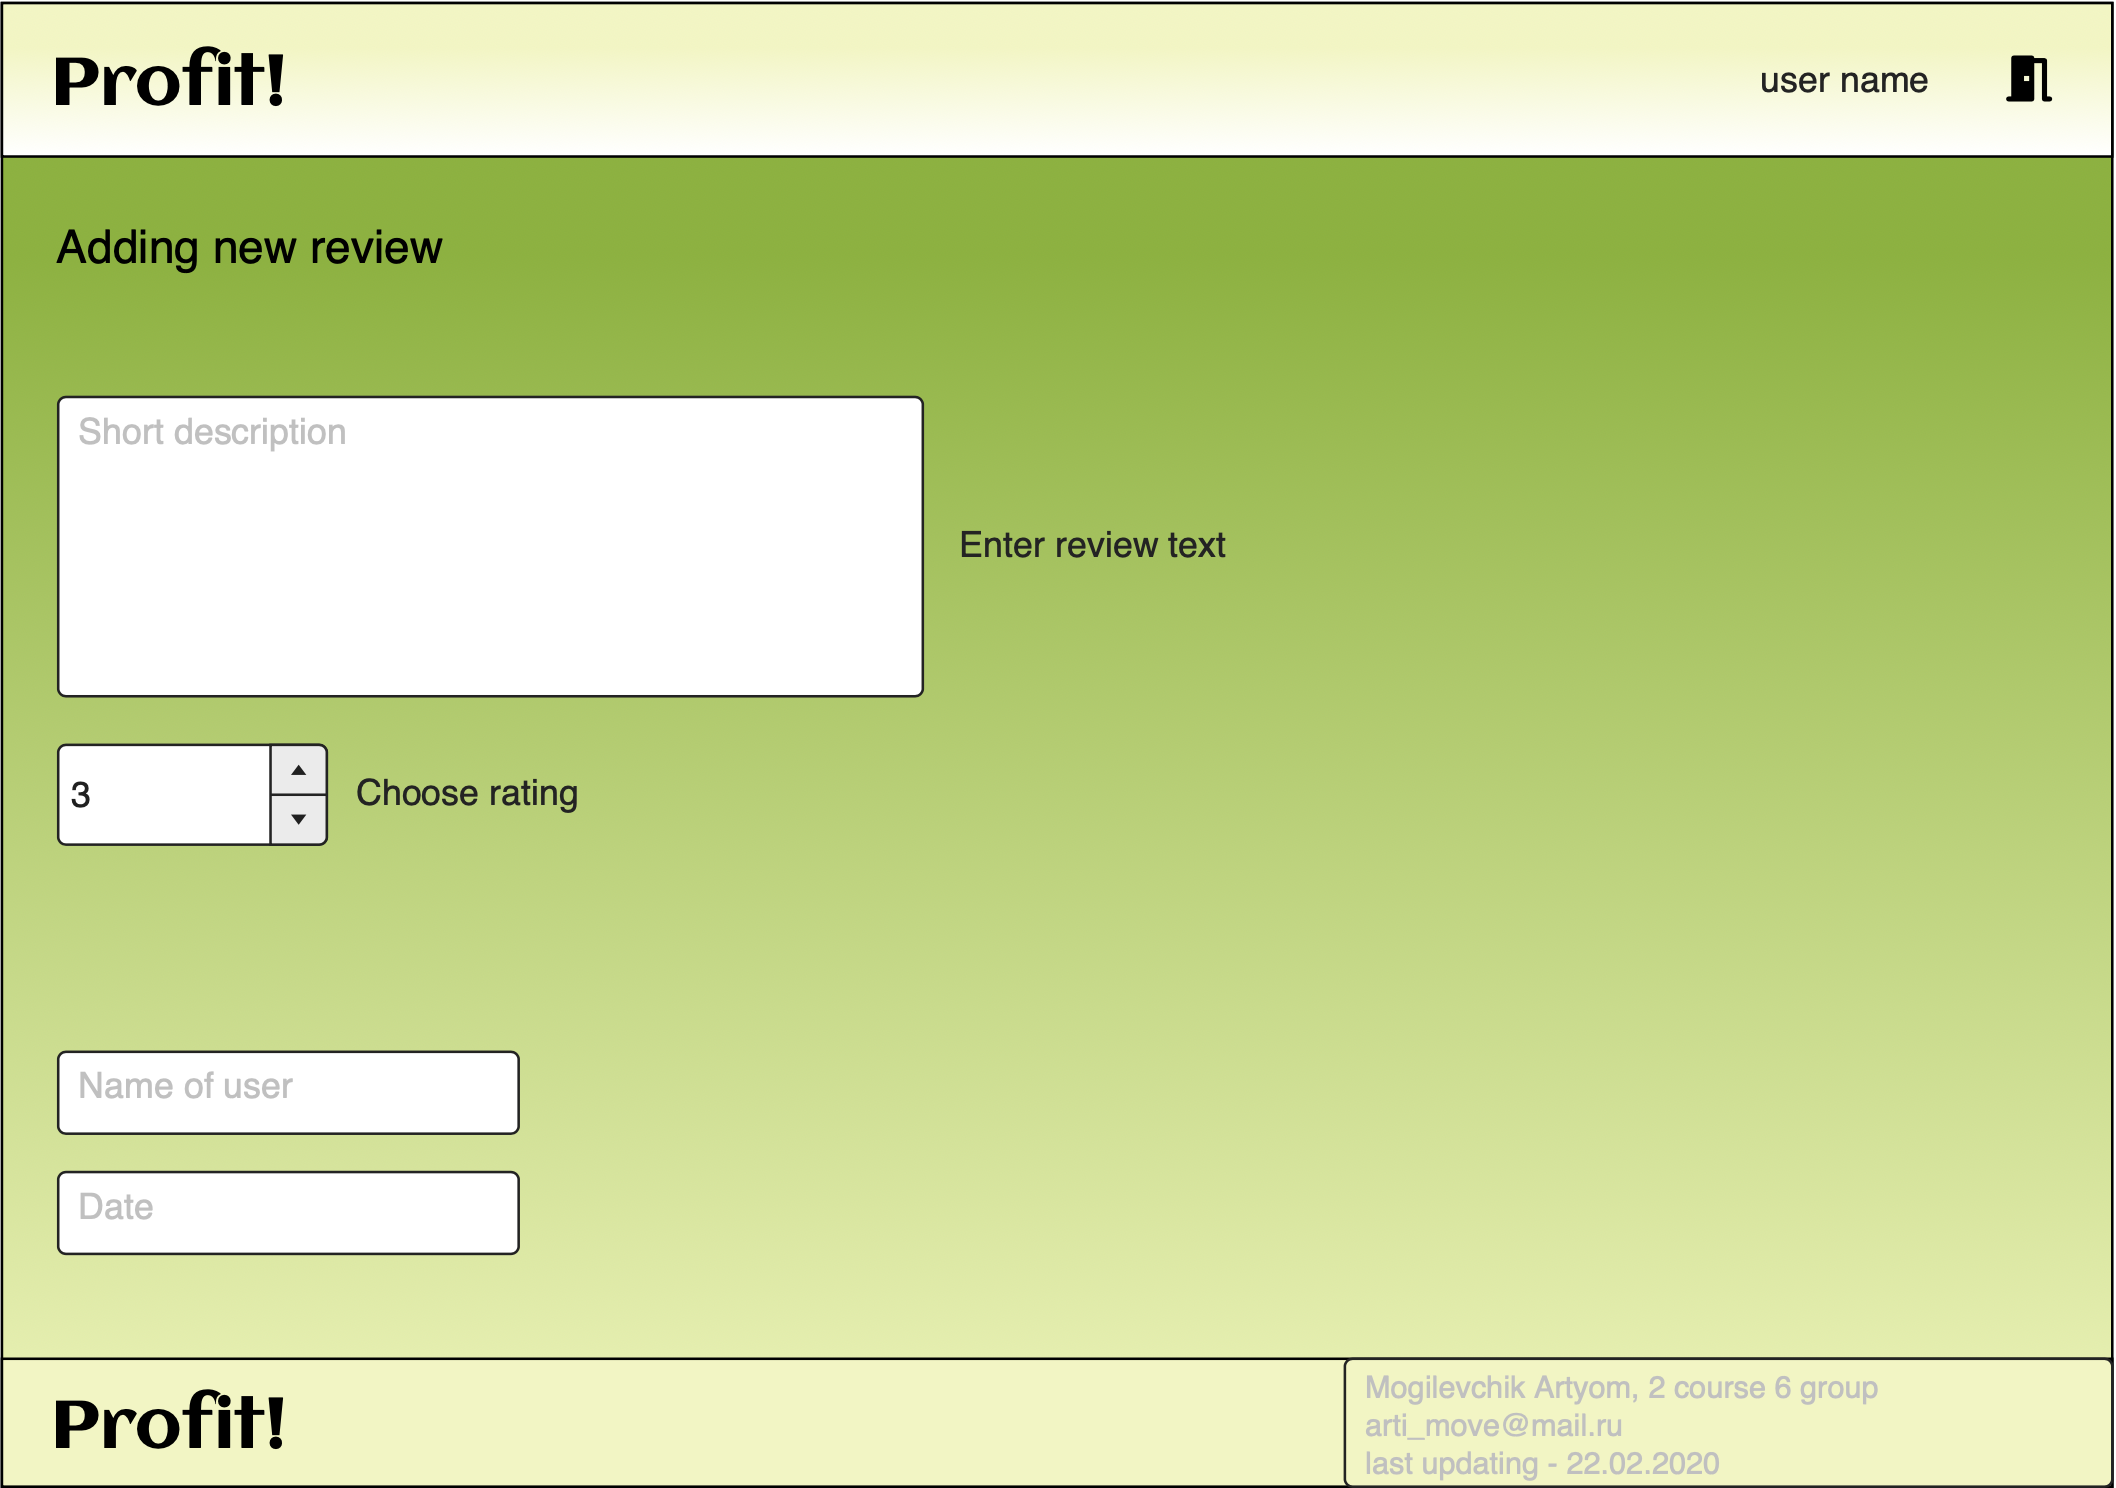 Profit!
user name
Adding new review
Short description
Enter review text
3
Choose rating
Name of user
Date
Profit!
Mogilevchik Artyom, 2 course 6 group
arti_move@mail.ru
last updating - 22.02.2020